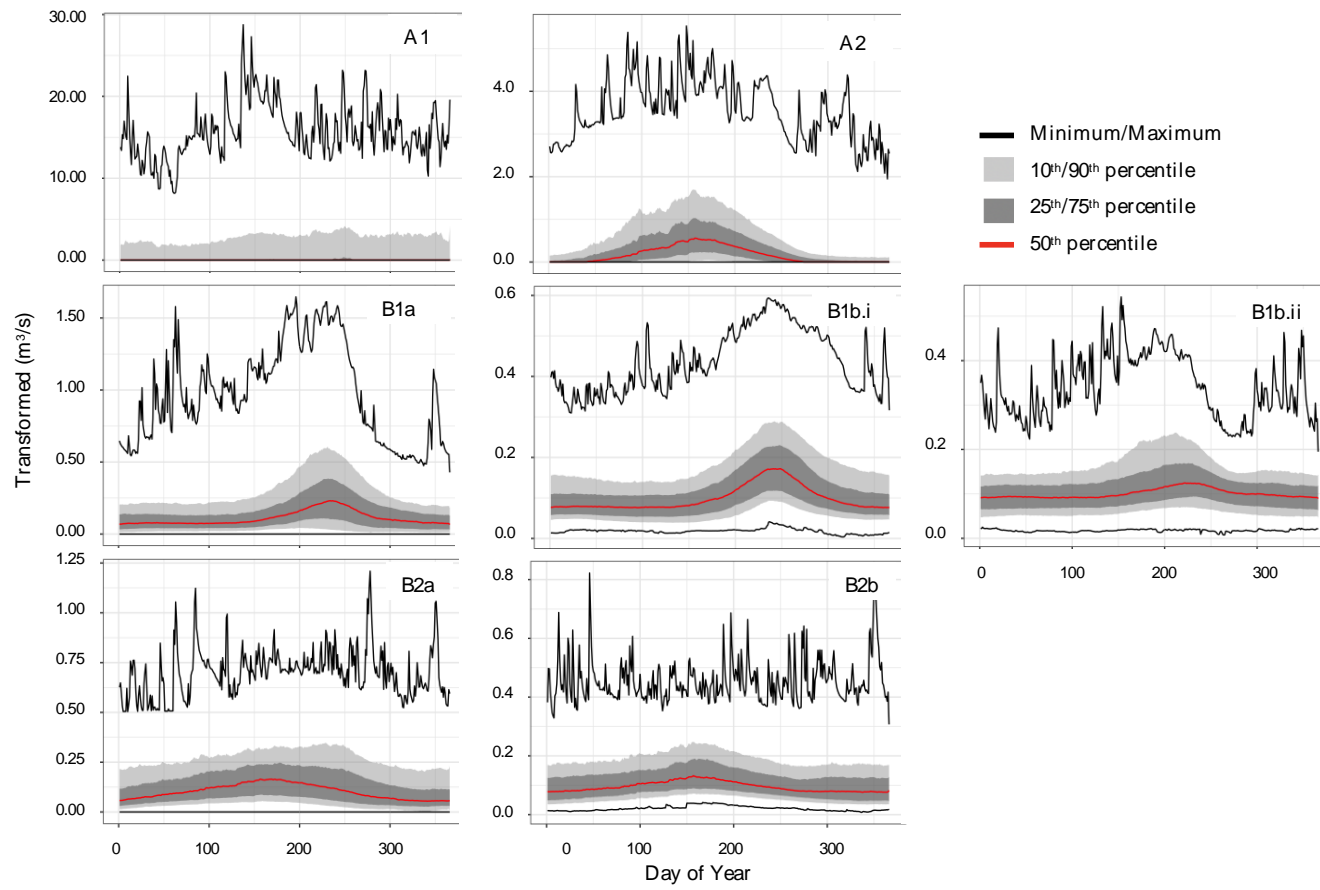 A1
30.00
20.00
10.00
0.00
A2
4.0
2.0
0.0
Minimum/Maximum
10th/90th percentile
25th/75th percentile
50th percentile
Transformed (m³/s)
B1a
1.50
1.00
0.50
0.00
B1b.i
0.6
0.4
0.2
0.0
B1b.ii
0.4
0.2
0.0
0 100 200 300
B2a
1.25
1.00
0.75
0.50
0.25
0.00
0 100 200 300
B2b
0.8
0.6
0.4
0.2
0.0
0 100 200 300
Day of Year